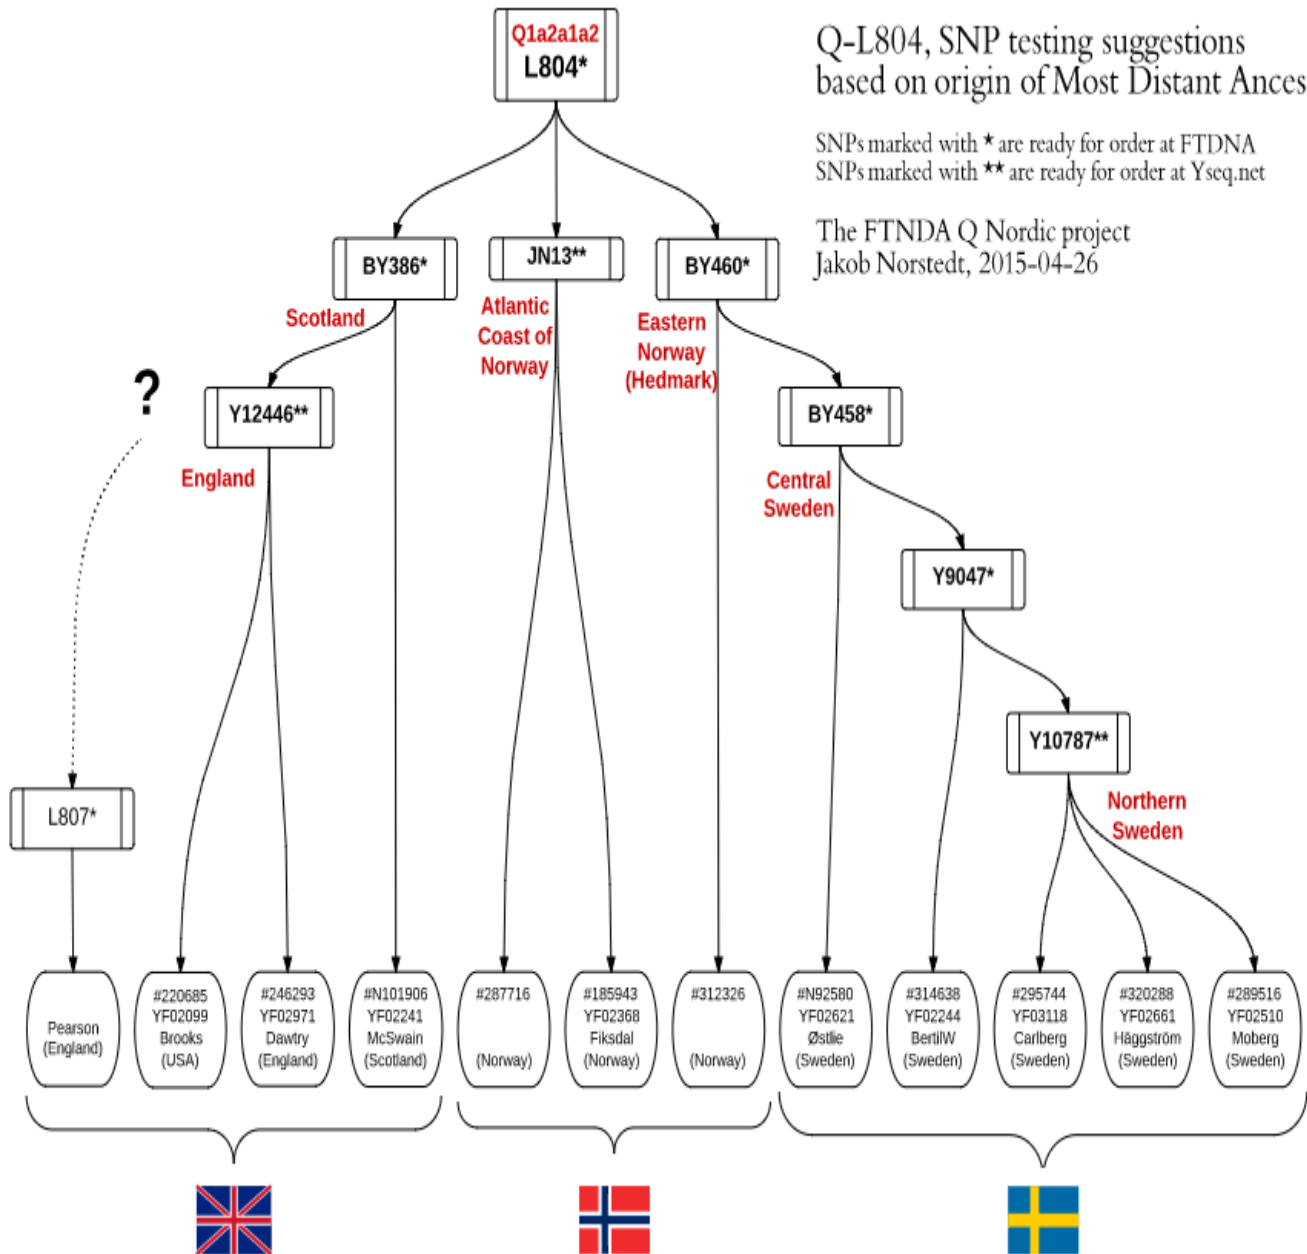 Q1a2a1a2
L804*
Q-L804, SNP testing suggestions
based on origin of Most Distant Ances
SNPs marked with * are ready for order at FTDNA
SNPs marked with ** are ready for order at Yseq.net
The FTNDA Q Nordic project
Jakob Norstedt, 2015-04-26
BY386*
JN13**
BY460*
Scotland
Atlantic
Coast of
Norway
Eastern
Norway
(Hedmark)
?
Y12446**
BY458*
England
Central
Sweden
Y9047*
Y10787**
Northern
Sweden
L807*
Pearson
(England)
#220685
YF02099
Brooks
(USA)
#246293
YF02971
Dawtry
(England)
#N101906
YF02241
McSwain
(Scotland)
#287716
(Norway)
#185943
YF02368
Fiksdal
(Norway)
#312326
(Norway)
#N92580
YF02621
Østlie
(Sweden)
#314638
YF02244
BertilW
(Sweden)
#295744
YF03118
Carlberg
(Sweden)
#320288
YF02661
Häggström
(Sweden)
#289516
YF02510
Moberg
(Sweden)